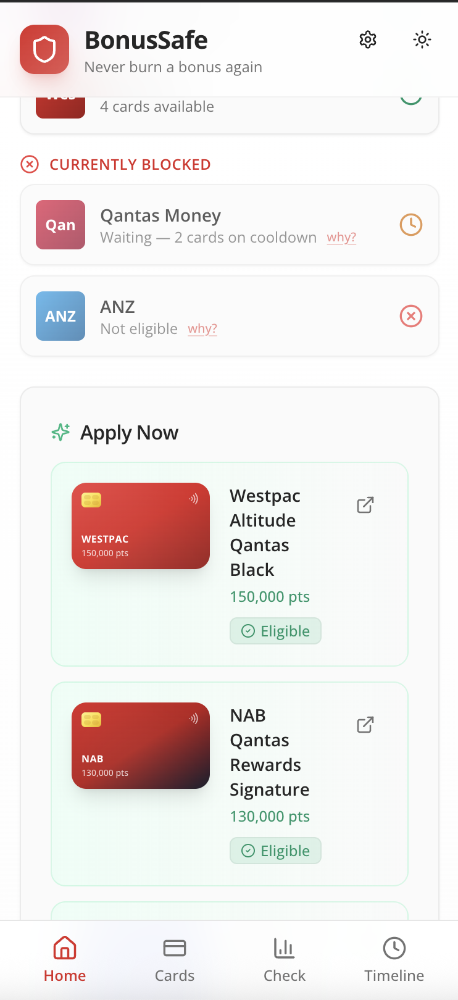 BonusSafe
Never burn a bonus again
4 cards available
CURRENTLY BLOCKED
Qan
Qantas Money
Waiting — 2 cards on cooldown why?
ANZ
ANZ
Not eligible why?
Apply Now
WESTPAC
150,000 pts
Westpac
Altitude
Qantas
Black
150,000 pts
Eligible
NAB
130,000 pts
NAB
Qantas
Rewards
Signature
130,000 pts
Eligible
Home
Cards
Check
Timeline